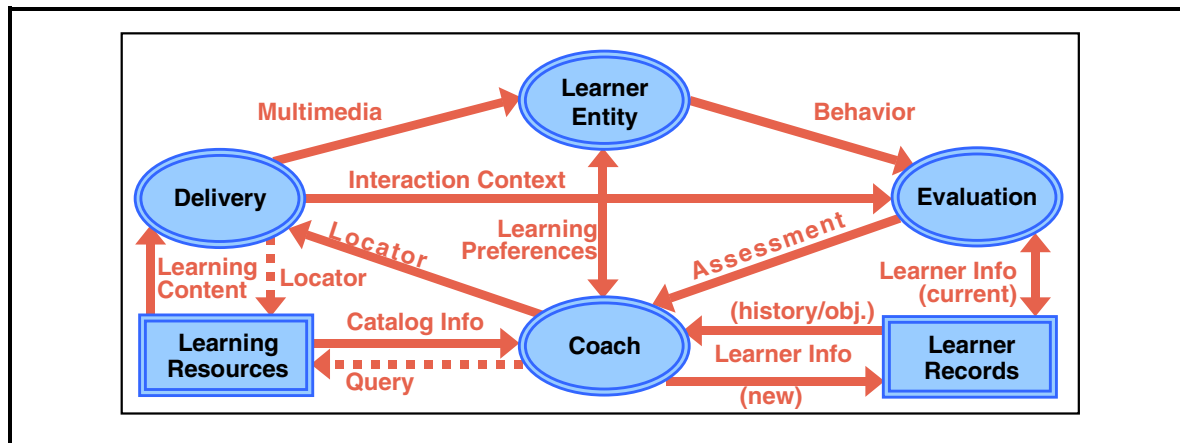 Learner
Entity
Multimedia
Behavior
Delivery
Interaction Context
Evaluation
Locator
Learning
Preferences
Assessment
Learning
Content
Locator
Learner Info
(current)
Catalog Info
(history/obj.)
Learning
Resources
Coach
Learner Info
Learner
Records
Query
(new)